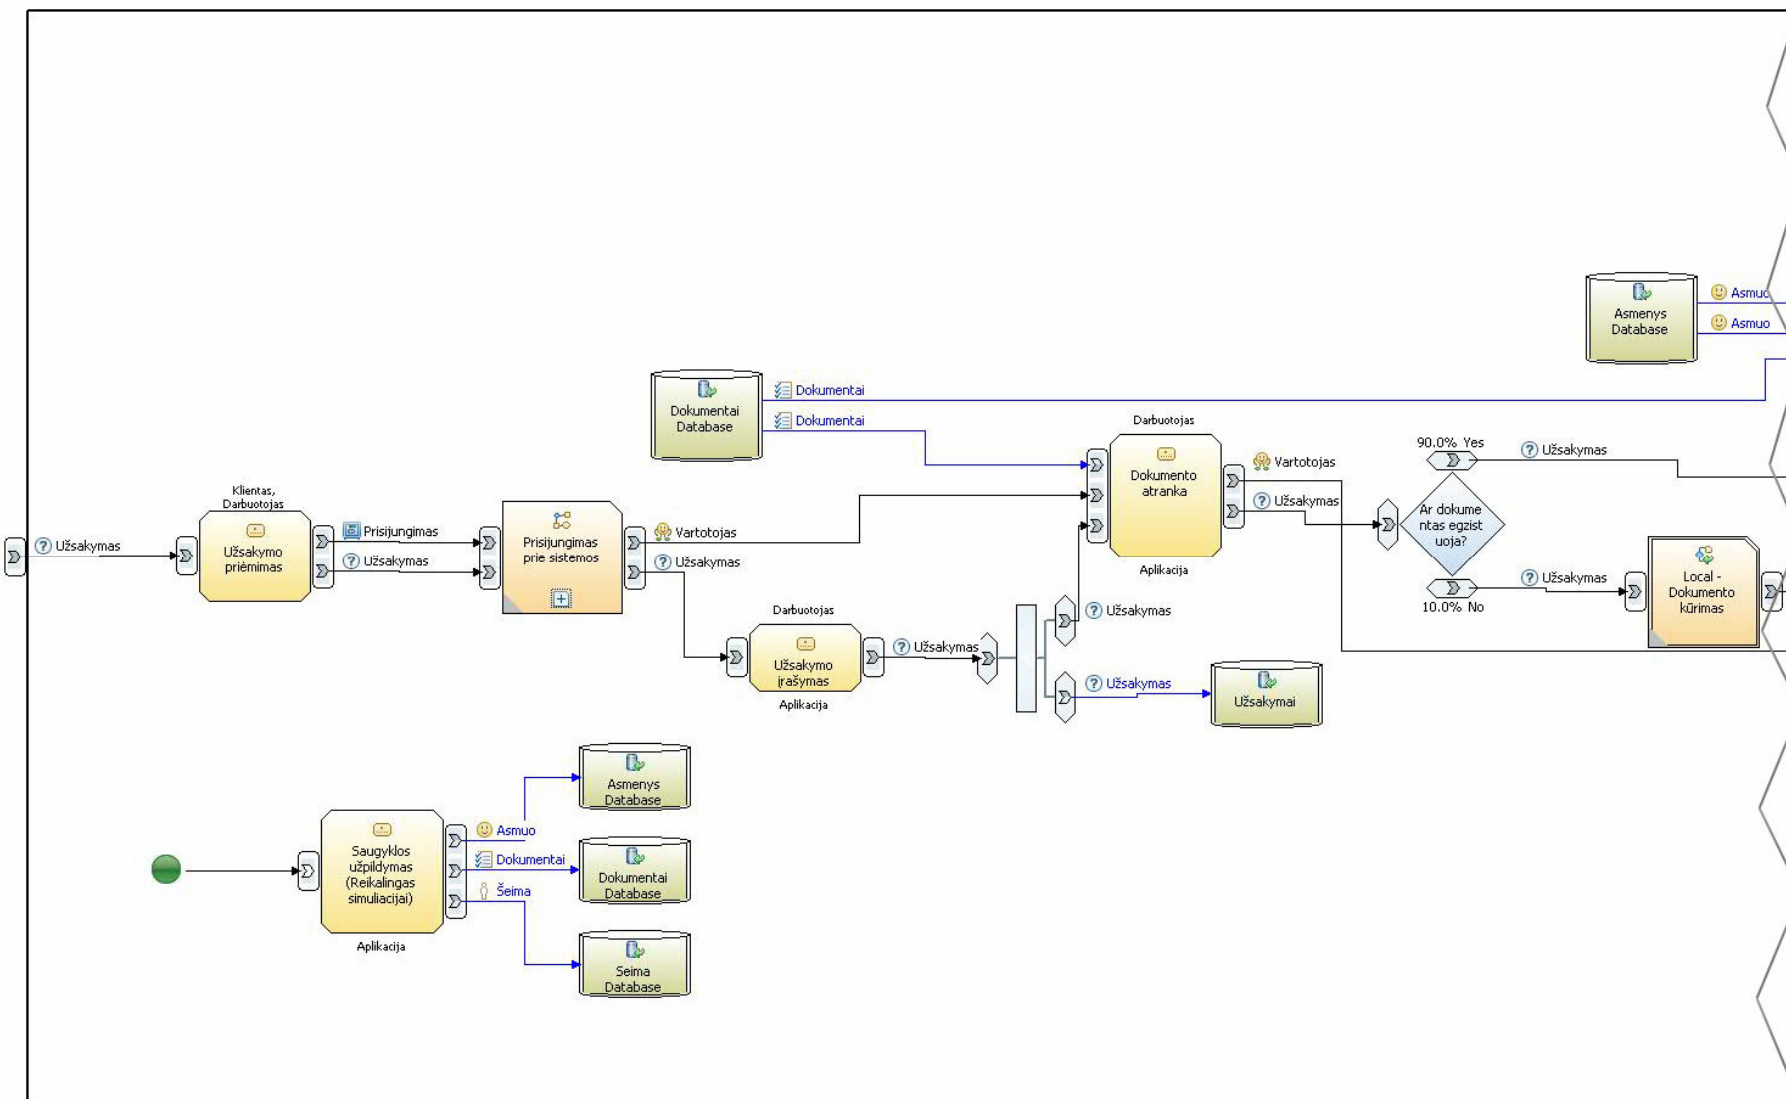 Asmuo
Asmuo
Asmenys
Database
Dokumentai
Dokumentai
Dokumentai
Database
Darbuotojas
Dokumento
atranka
Aplikacija
Vartotojas
Užsakymas
90.0% Yes
Užsakymas
Ar dokume
ntas egzist
uoja?
10.0% No
Užsakymas
Local -
Dokumento
kūrimas
Užsakymas
Klientas,
Darbuotojas
Užsakymo
priėmimas
Prisijungimas
Užsakymas
Prisijungimas
prie sistemos
Vartotojas
Užsakymas
Darbuotojas
Užsakymo
įrašymas
Aplikacija
Užsakymas
Užsakymas
Užsakymas
Užsakymai
Saugyklos
užpildymas
(Reikalingas
simuliacijai)
Aplikacija
Asmuo
Dokumentai
Šeima
Asmenys
Database
Dokumentai
Database
Seima
Database